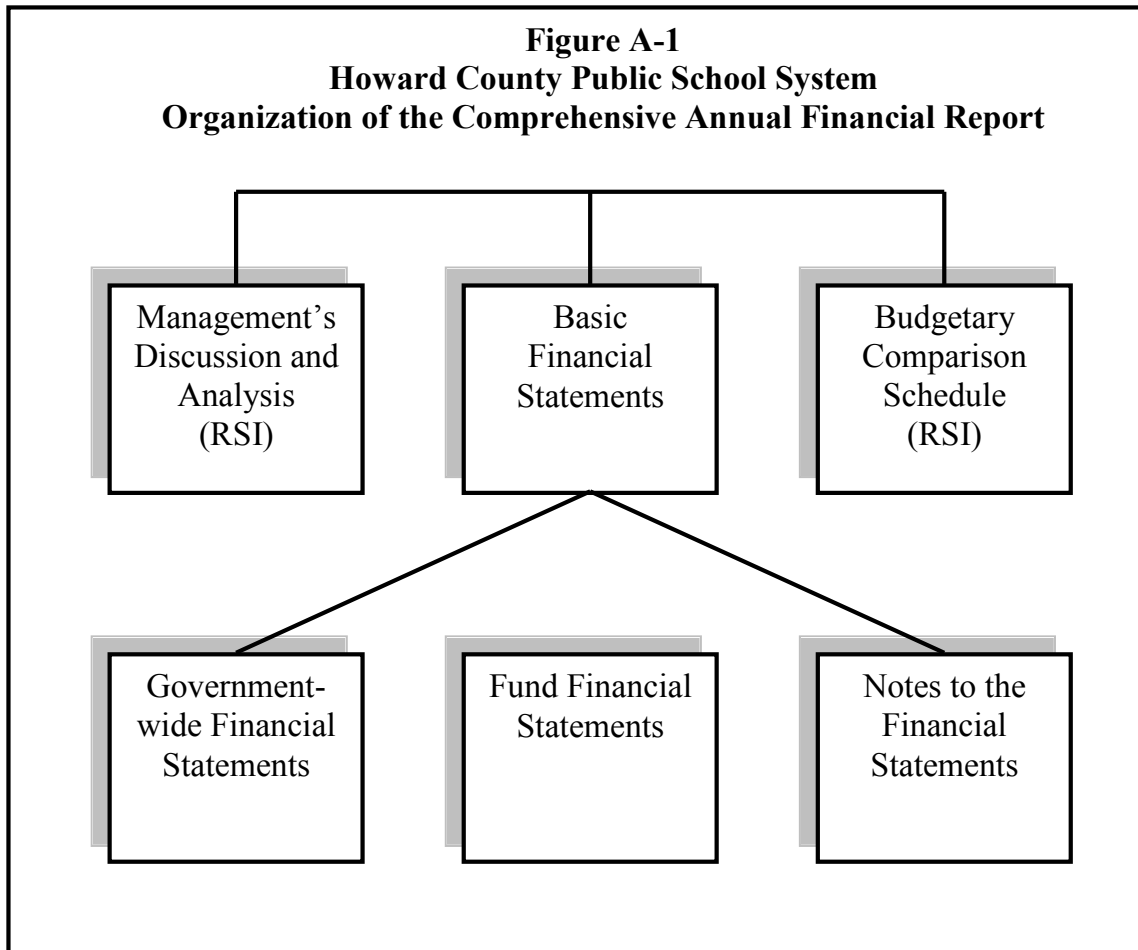 Figure A-1
Howard County Public School System
Organization of the Comprehensive Annual Financial Report
Management’s
Discussion and
Analysis
(RSI)
Basic
Financial
Statements
Budgetary
Comparison
Schedule
(RSI)
Government-
wide Financial
Statements
Fund Financial
Statements
Notes to the
Financial
Statements